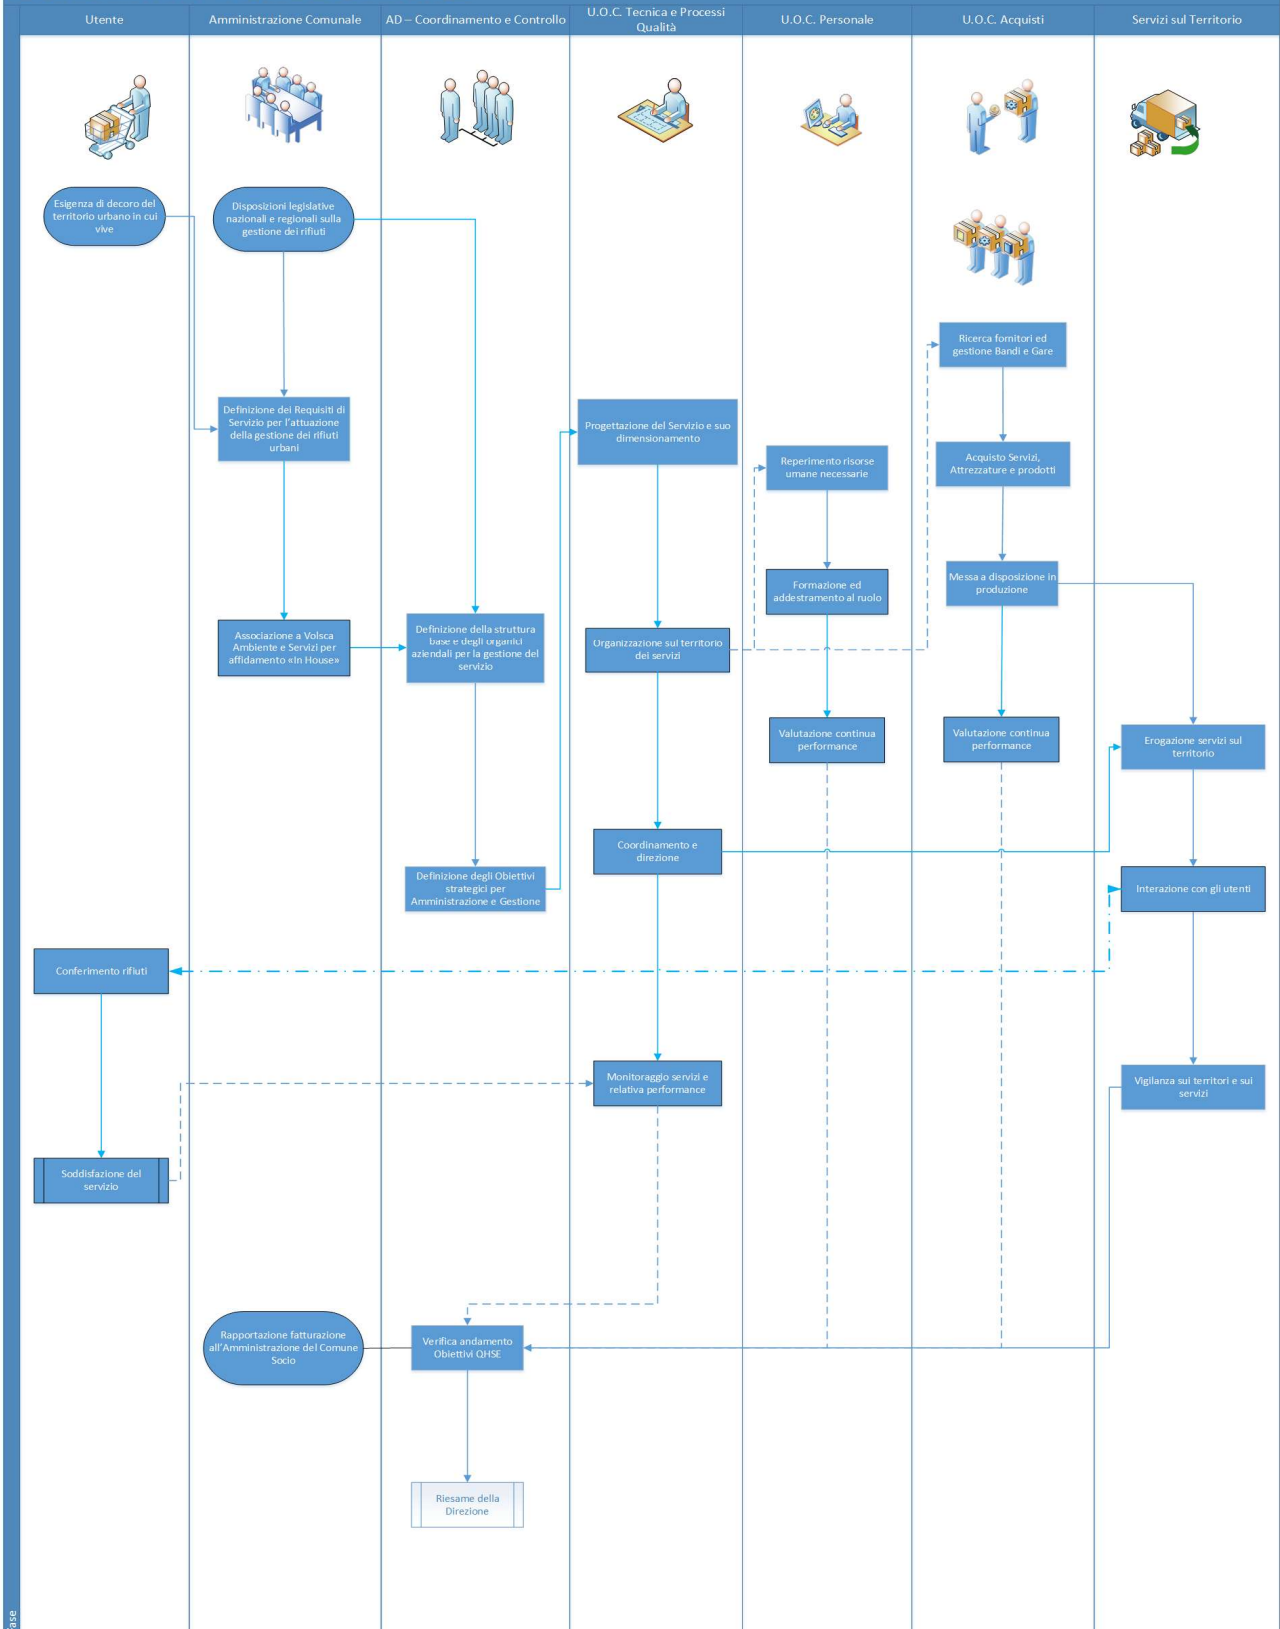 Utente
Amministrazione Comunale
AD – Coordinamento e Controllo
U.O.C. Tecnica e Processi
Qualità
U.O.C. Personale
U.O.C. Acquisti
Servizi sul Territorio
Esigenza di decoro del
territorio urbano in cui
vive
Disposizioni legislative
nazionali e regionali sulla
gestione dei rifiuti
Ricerca fornitori ed
gestione Bandi e Gare
Definizione dei Requisiti di
Servizio per l'attuazione
della gestione dei rifiuti
urbani
Progettazione del Servizio e suo
dimensionamento
Reperimento risorse
umane necessarie
Acquisto Servizi,
Attrezzature e prodotti
Formazione ed
addestramento al ruolo
Messa a disposizione in
produzione
Associazione a Volsca
Ambiente e Servizi per
affidamento «In House»
Definizione della struttura
base e degli organici
aziendali per la gestione del
servizio
Organizzazione sul territorio
dei servizi
Valutazione continua
performance
Valutazione continua
performance
Erogazione servizi sul
territorio
Coordinamento e
direzione
Definizione degli Obiettivi
strategici per
Amministrazione e Gestione
Interazione con gli utenti
Conferimento rifiuti
Monitoraggio servizi e
relativa performance
Vigilanza sui territori e sui
servizi
Soddisfazione del
servizio
Rapportazione fatturazione
all'Amministrazione del Comune
Socio
Verifica andamento
Obiettivi QHSE
Riesame della
Direzione
ase